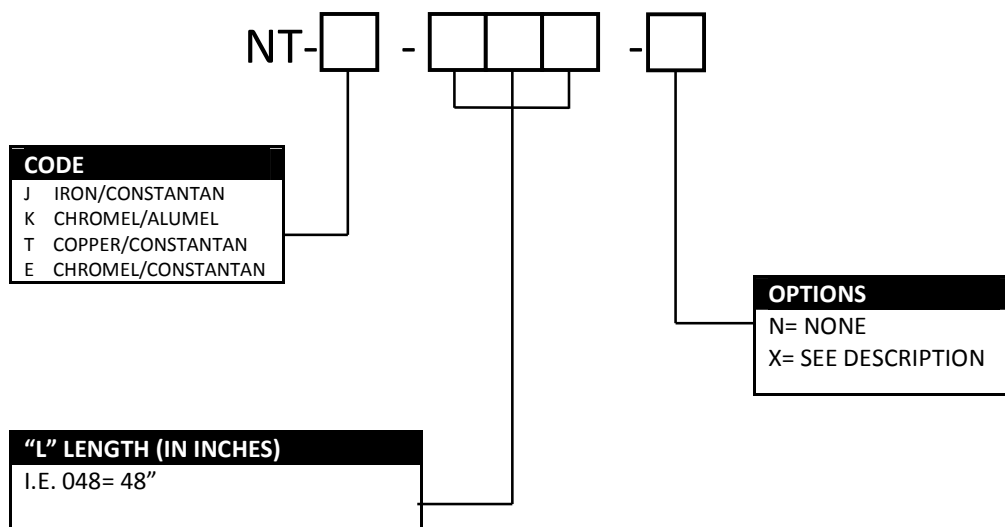 NT- - -
CODE
J IRON/CONSTANTAN
K CHROMEL/ALUMEL
T COPPER/CONSTANTAN
E CHROMEL/CONSTANTAN
OPTIONS
N= NONE
X= SEE DESCRIPTION
“L” LENGTH (IN INCHES)
I.E. 048= 48”